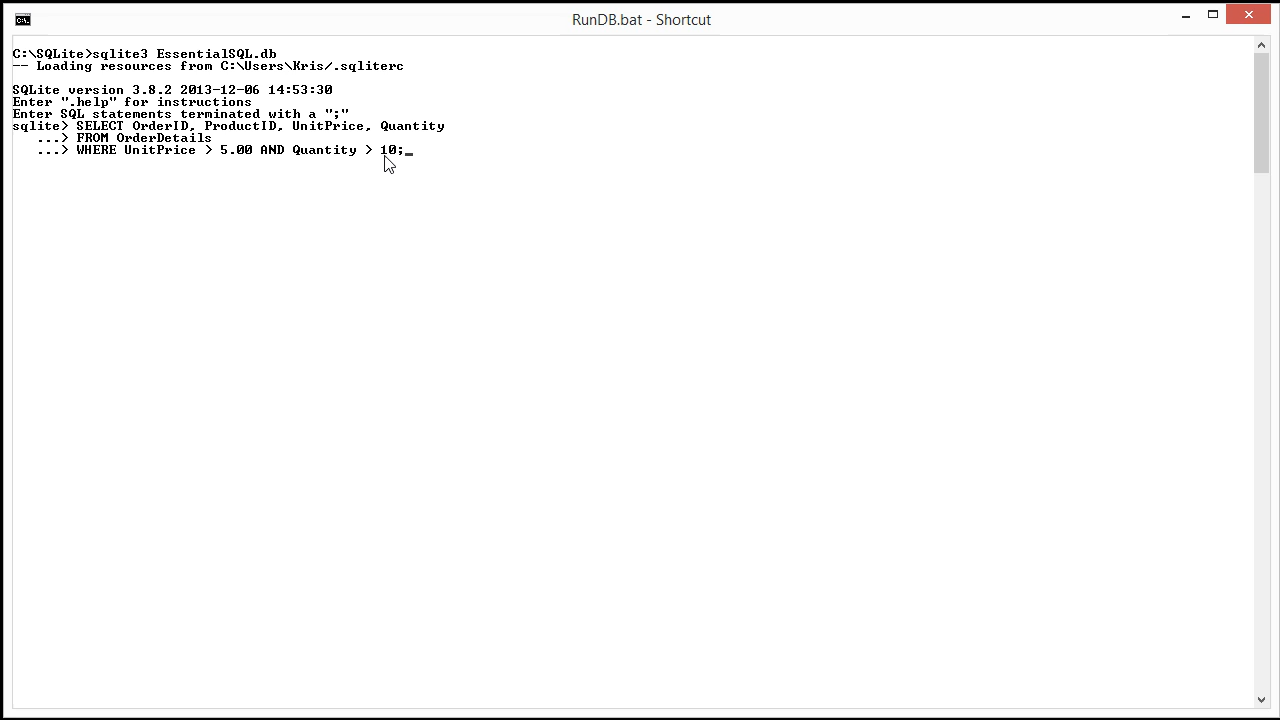 RunDB.bat - Shortcut
C:\SQLite>sqlite3 EssentialSQL.db
-- Loading resources from C:\Users\Kris/.sqliterc
SQLite version 3.8.2 2013-12-06 14:53:30
Enter ".help" for instructions
Enter SQL statements terminated with a ";"
sqlite> SELECT OrderID, ProductID, UnitPrice, Quantity
   ...> FROM OrderDetails
   ...> WHERE UnitPrice > 5.00 AND Quantity > 10;_